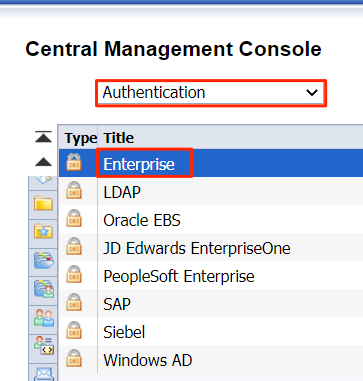 Central Management Console
Authentication
Type Title
Enterprise
LDAP
Oracle EBS
JD Edwards EnterpriseOne
PeopleSoft Enterprise
SAP
Siebel
Windows AD